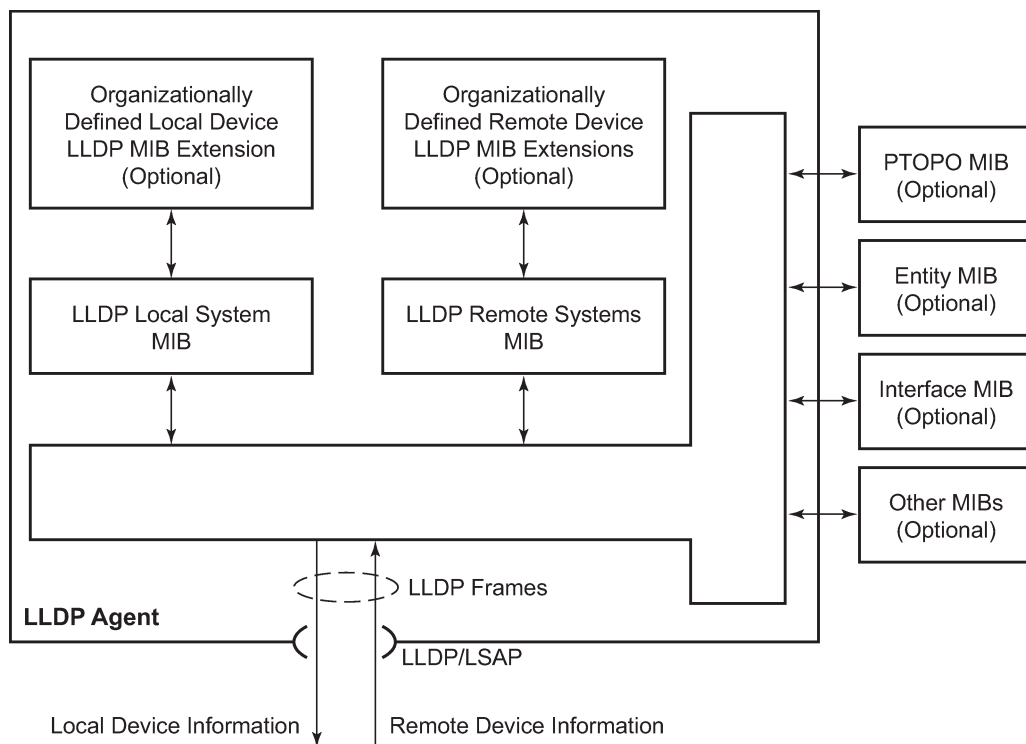 Organizationally
Defined Local Device
LLDP MIB Extension
(Optional)
Organizationally
Defined Remote Device
LLDP MIB Extensions
(Optional)
PTOPO MIB
(Optional)
Entity MIB
(Optional)
LLDP Local System
MIB
LLDP Remote Systems
MIB
Interface MIB
(Optional)
Other MIBs
(Optional)
LLDP Frames
LLDP Agent
LLDP/LSAP
Local Device Information
Remote Device Information